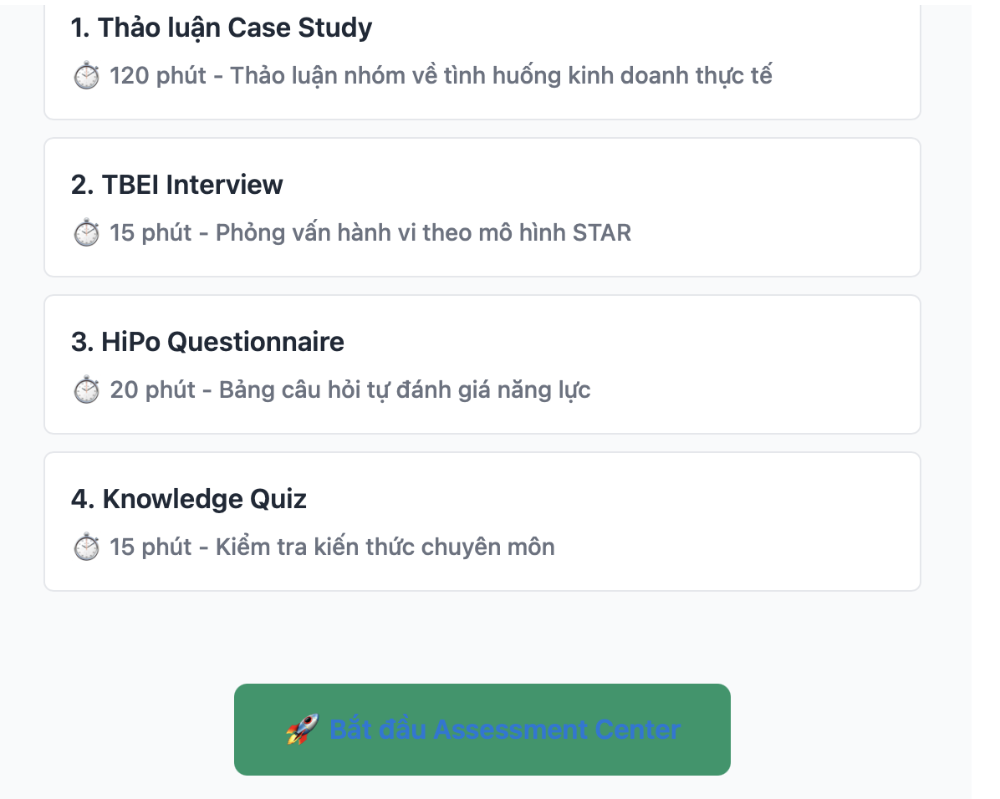 1. Thảo luận Case Study
⏱️ 120 phút - Thảo luận nhóm về tình huống kinh doanh thực tế
2. TBEI Interview
⏱️ 15 phút - Phỏng vấn hành vi theo mô hình STAR
3. HiPo Questionnaire
⏱️ 20 phút - Bảng câu hỏi tự đánh giá năng lực
4. Knowledge Quiz
⏱️ 15 phút - Kiểm tra kiến thức chuyên môn
🚀 Bắt đầu Assessment Center